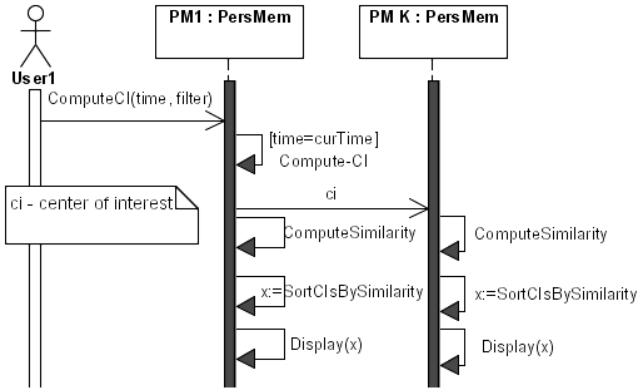 PM1 : PersMem
PM K : PersMem
User1
ComputeCI(time, filter)
[time=curTime]
Compute-CI
ci
ci - center of interest
ComputeSimilarity
ComputeSimilarity
x:=SortCIsBySimilarity
x:=SortCIsBySimilarity
Display(x)
Display(x)